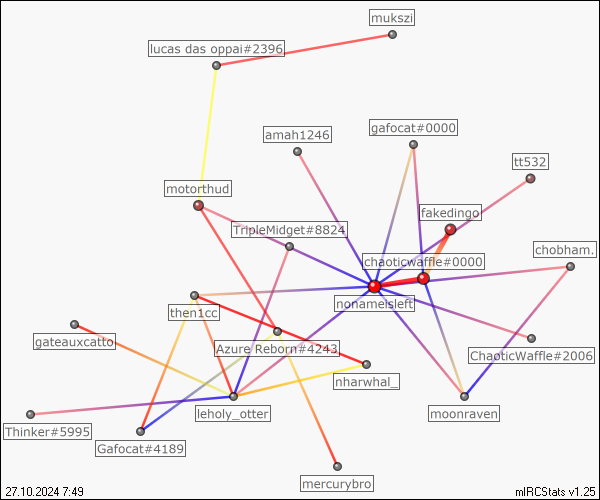 mukszi
lucas das oppai#2396
gafocat#0000
amah1246
tt532
motorthud
fakedingo
TripleMidget#8824
chobham.
chaoticwaffle#0000
nonameisleft
then1cc
gateauxcatto
Azure Reborn#4243
ChaoticWaffle#2006
nharwhal_
leholy_otter
moonraven
Thinker#5995
Gafocat#4189
mercurybro
27.10.2024 7:49
mIRCStats v1.25